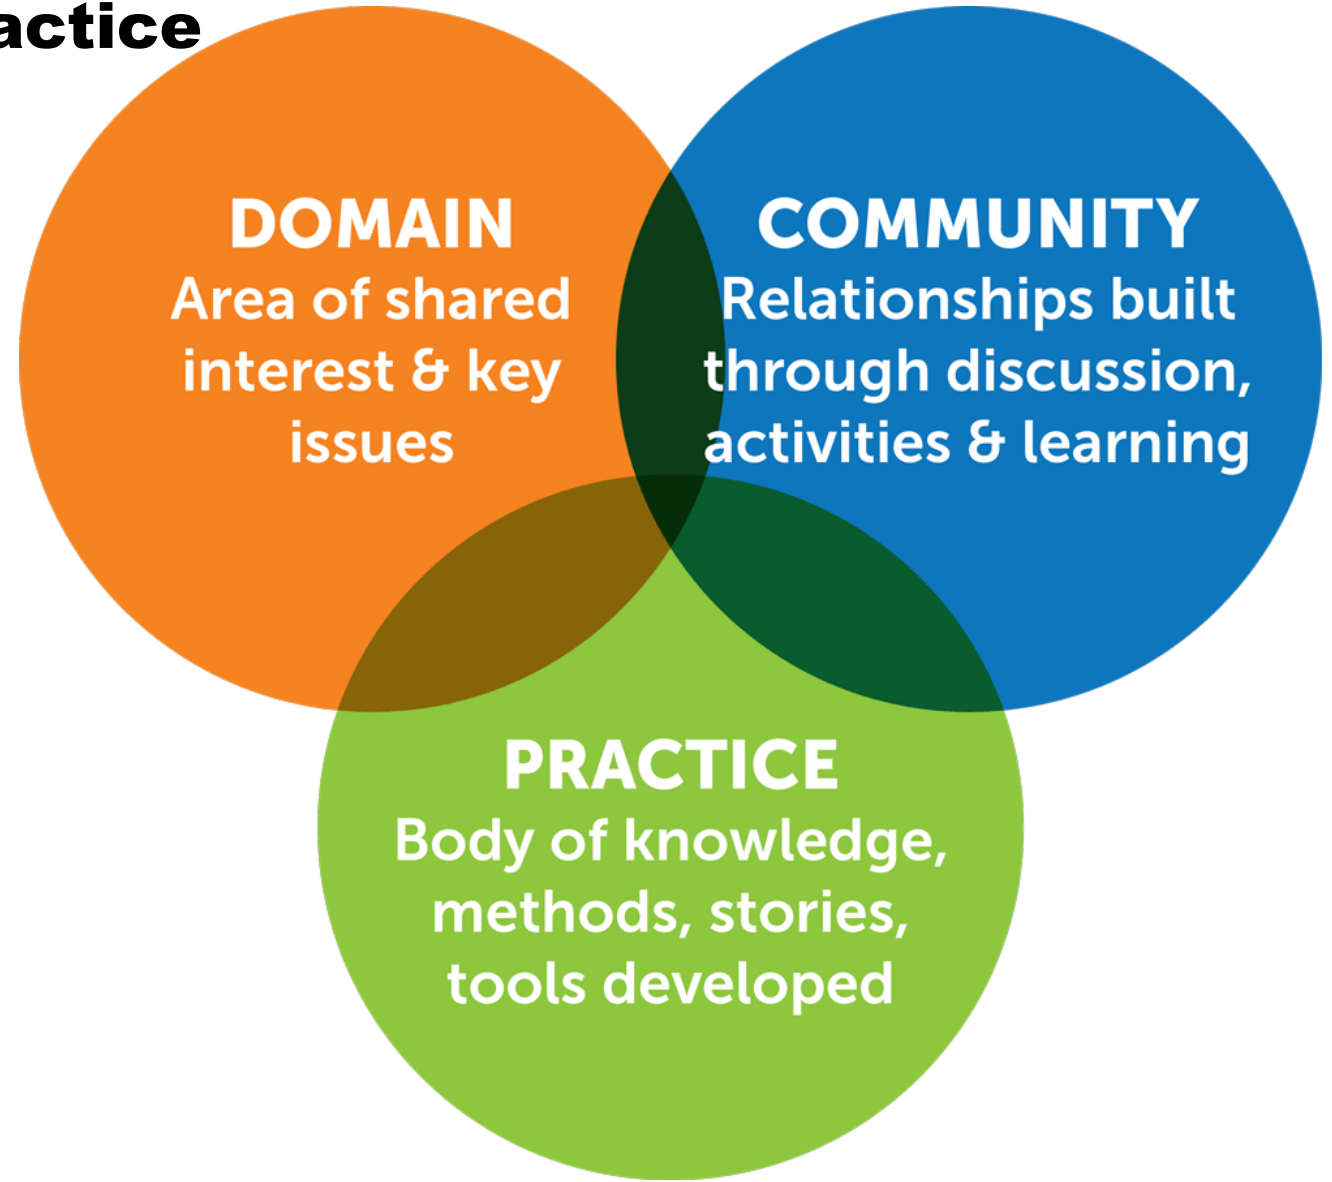 actice
DOMAIN
Area of shared
interest & key
issues
COMMUNITY
Relationships built
through discussion,
activities & learning
PRACTICE
Body of knowledge,
methods, stories,
tools developed